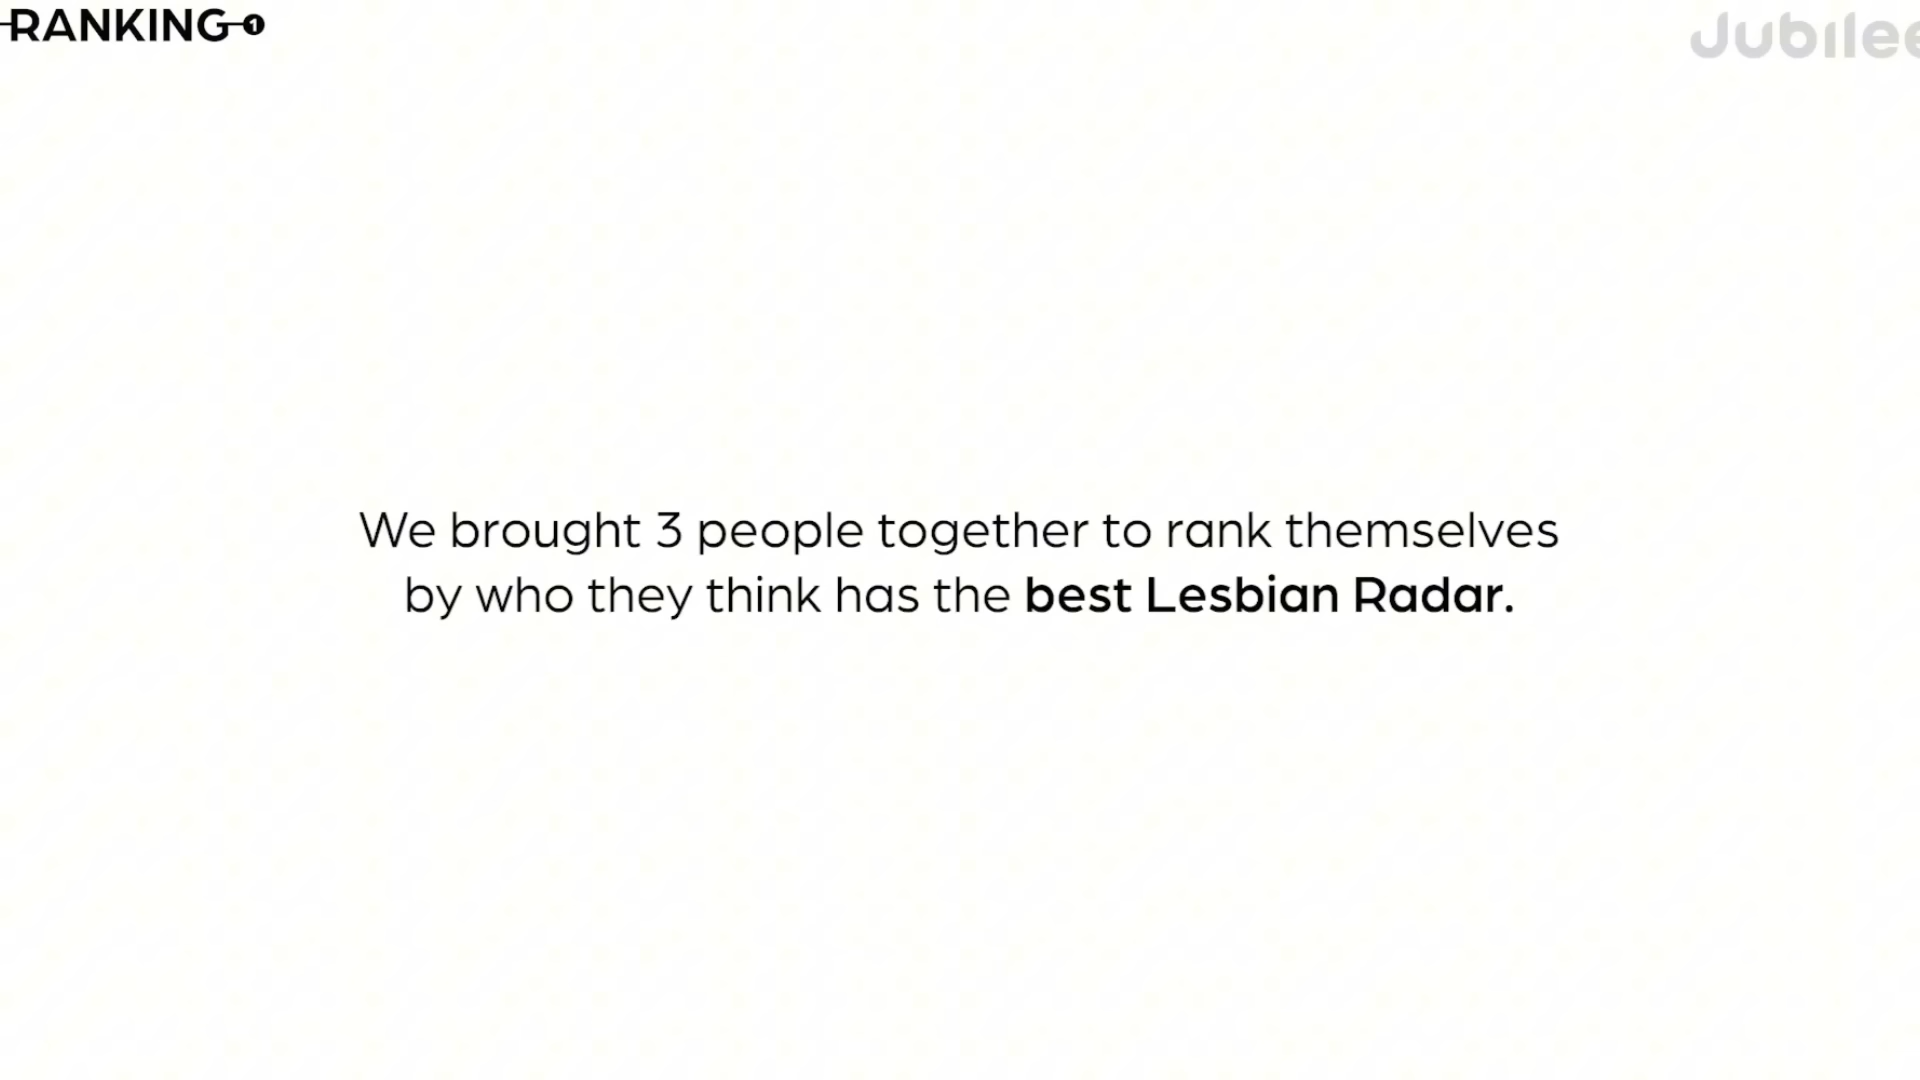 RANKING 1
Jubilee
We brought 3 people together to rank themselves
by who they think has the best Lesbian Radar.